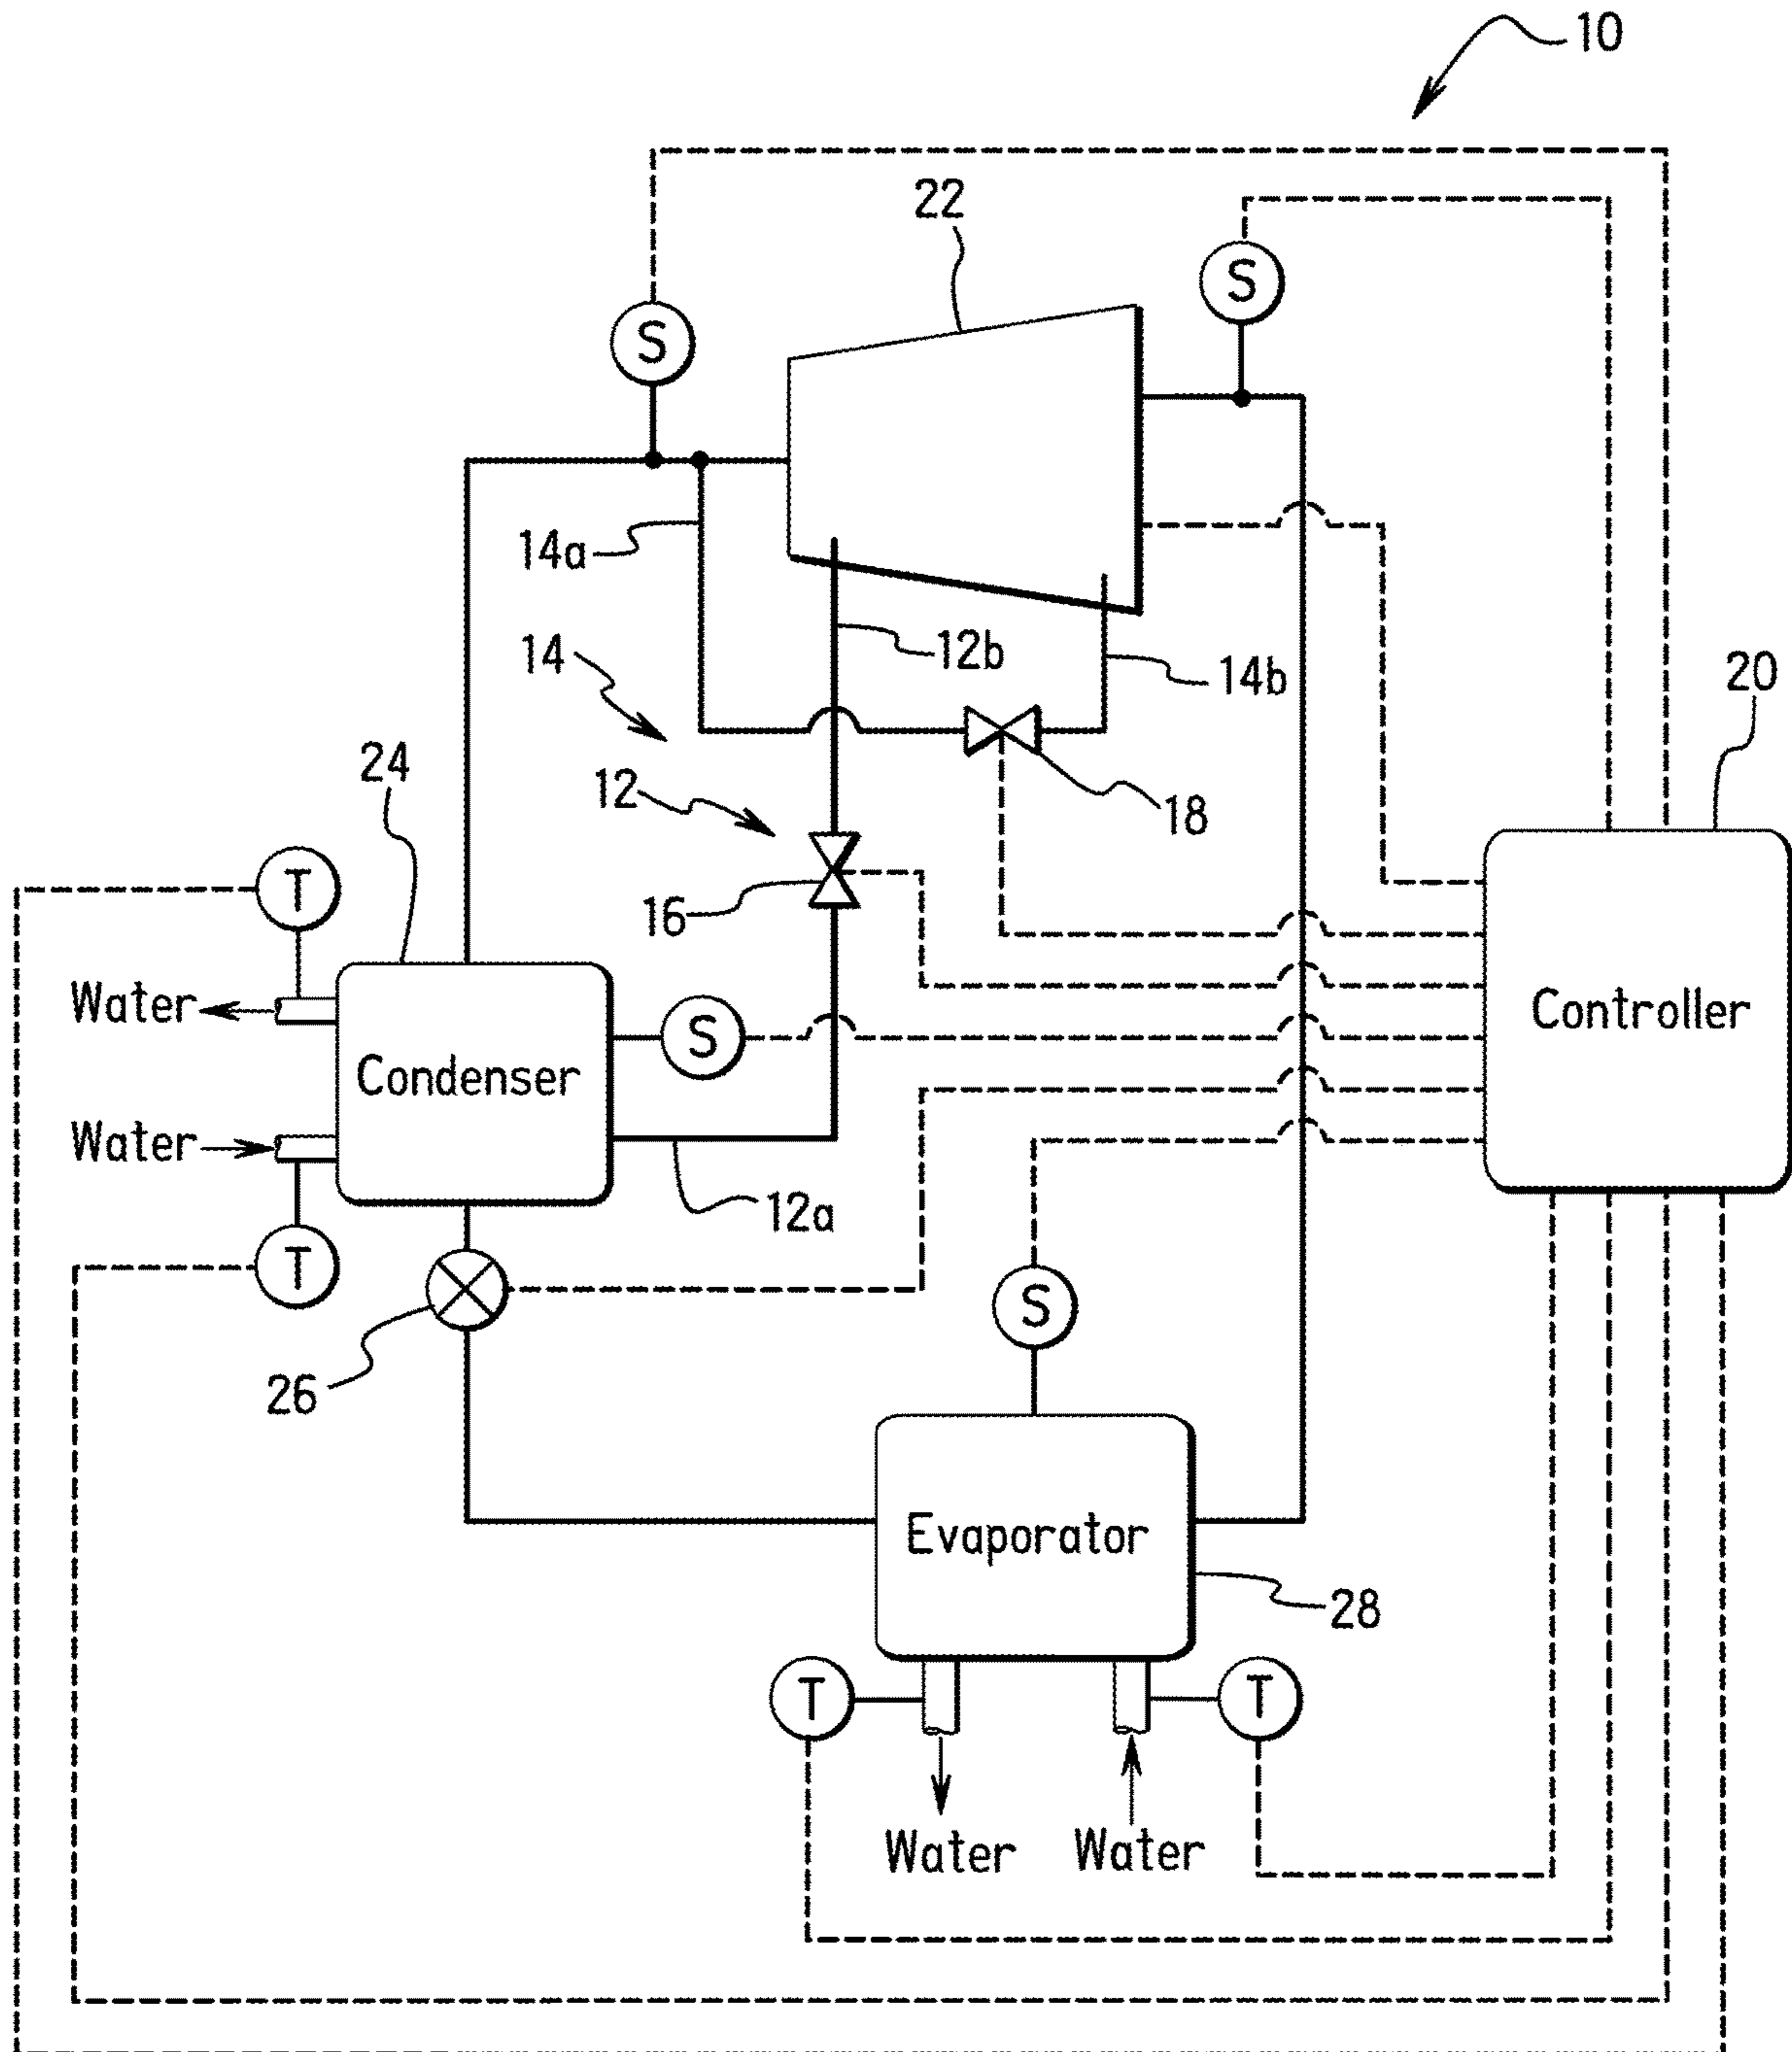 10
22
S
S
14a
12b
14
14b
20
24
12
18
T
16
Water
S
Controller
Condenser
Water
12a
T
S
26
Evaporator
28
T
T
Water
Water